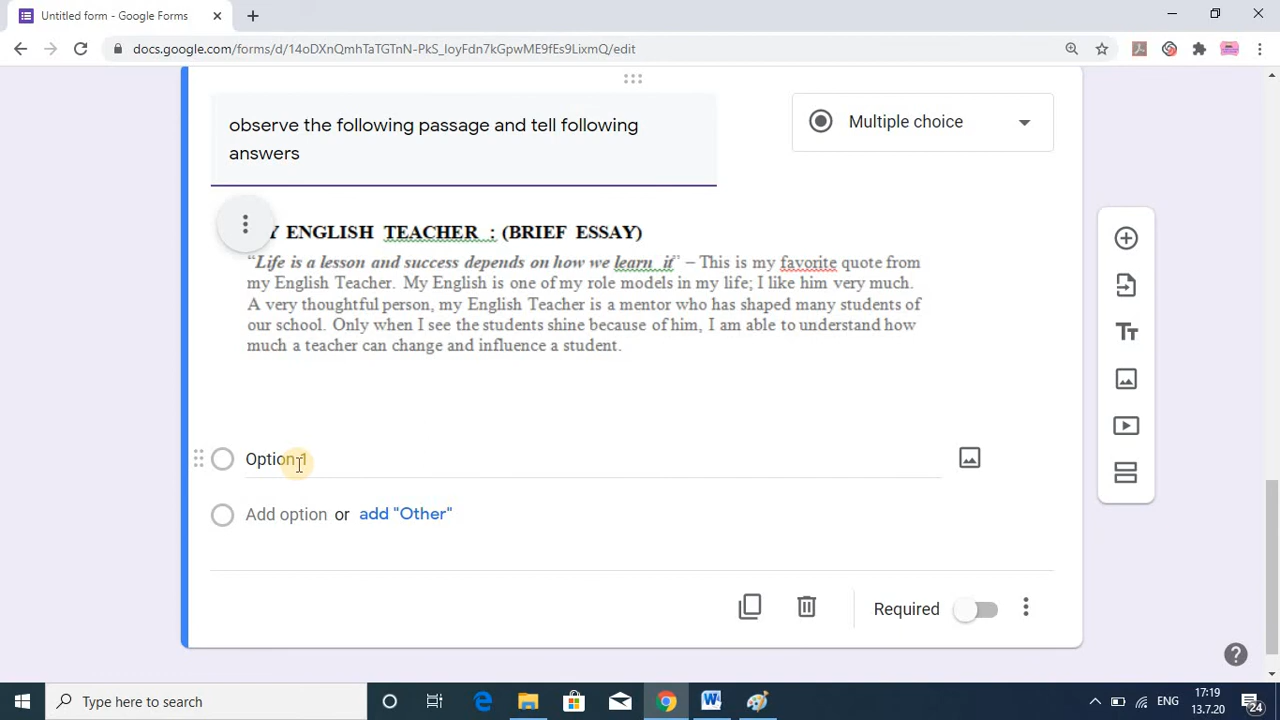 Untitled form - Google Forms
docs.google.com/forms/d/14oDXnQmhTaTGTnN-PkS_loyFdn7kGpwME9fEs9LixmQ/edit
observe the following passage and tell following
answers
Multiple choice
Y ENGLISH TEACHER : (BRIEF ESSAY)
“Life is a lesson and success depends on how we learn it” – This is my favorite quote from
my English Teacher. My English is one of my role models in my life; I like him very much.
A very thoughtful person, my English Teacher is a mentor who has shaped many students of
our school. Only when I see the students shine because of him, I am able to understand how
much a teacher can change and influence a student.
Option 1
Add option or add "Other"
Required
Type here to search
ENG
17:19
13.7.20
24